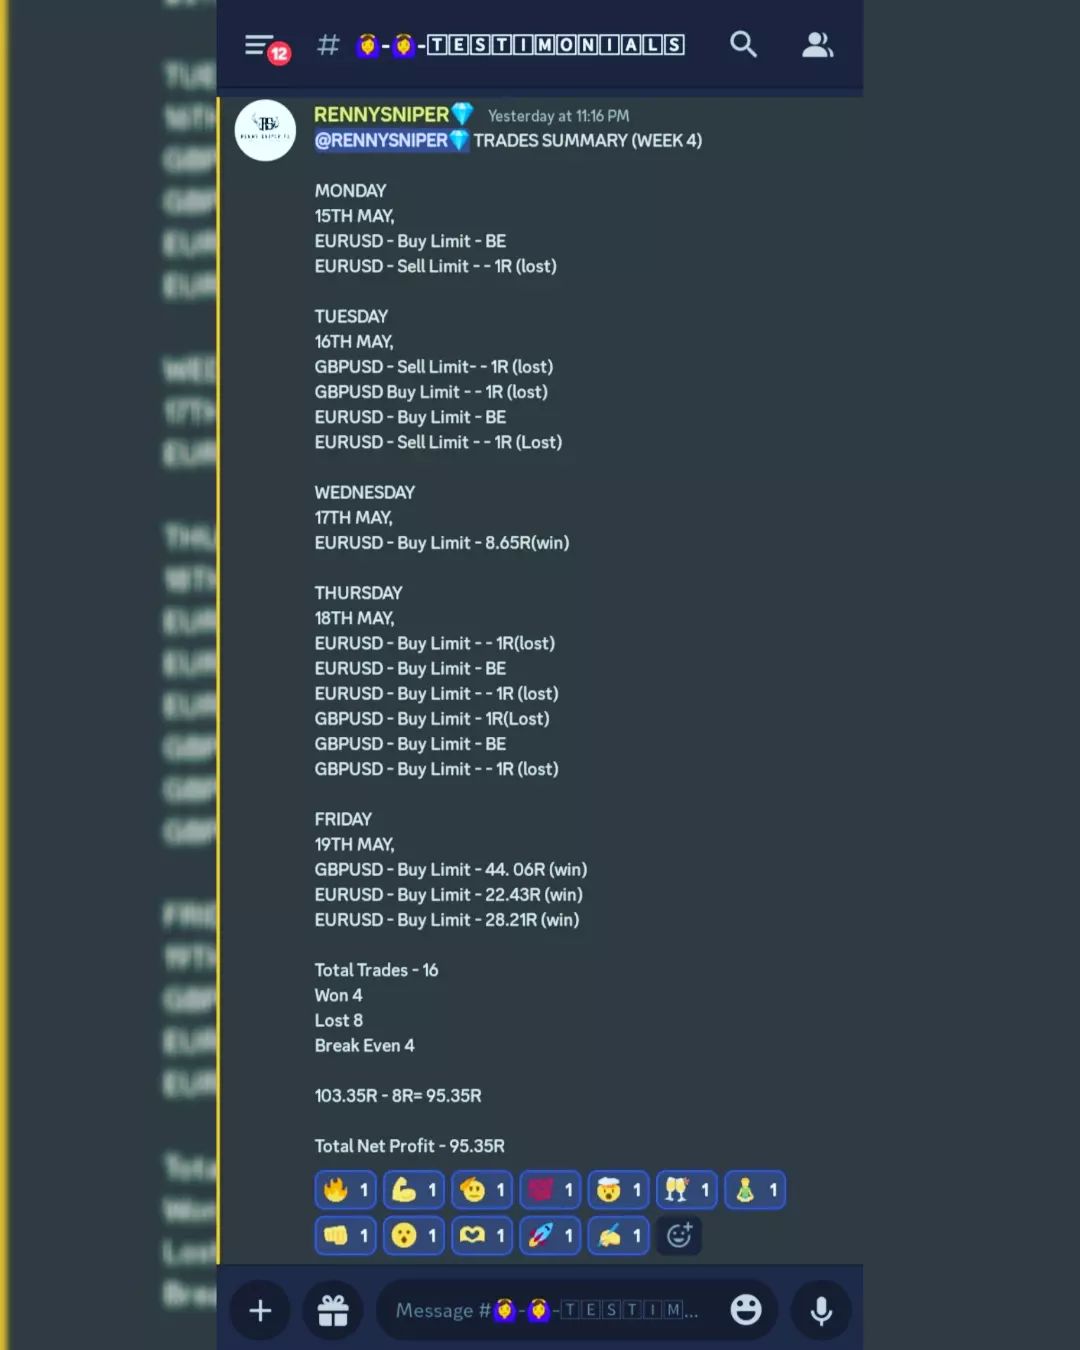 12
# 🙆‍♀️-🙆‍♀️-🅃🄴🅂🅃🄸🄼🄾🄽🄸🄰🄻🅂
RENNYSNIPER💎 Yesterday at 11:16 PM
@RENNYSNIPER💎 TRADES SUMMARY (WEEK 4)
MONDAY
15TH MAY,
EURUSD - Buy Limit - BE
EURUSD - Sell Limit - - 1R (lost)
TUESDAY
16TH MAY,
GBPUSD - Sell Limit- - 1R (lost)
GBPUSD Buy Limit - - 1R (lost)
EURUSD - Buy Limit - BE
EURUSD - Sell Limit - - 1R (Lost)
WEDNESDAY
17TH MAY,
EURUSD - Buy Limit - 8.65R(win)
THURSDAY
18TH MAY,
EURUSD - Buy Limit - - 1R(lost)
EURUSD - Buy Limit - BE
EURUSD - Buy Limit - - 1R (lost)
GBPUSD - Buy Limit - 1R(Lost)
GBPUSD - Buy Limit - BE
GBPUSD - Buy Limit - - 1R (lost)
FRIDAY
19TH MAY,
GBPUSD - Buy Limit - 44. 06R (win)
EURUSD - Buy Limit - 22.43R (win)
EURUSD - Buy Limit - 28.21R (win)
Total Trades - 16
Won 4
Lost 8
Break Even 4
103.35R - 8R= 95.35R
Total Net Profit - 95.35R
🔥 1 💪 1 🫡 1 💯 1 🤯 1 🥂 1 🧘 1
👊 1 😮 1 🫶 1 🚀 1 ✍️ 1
Message #🙆‍♀️-🙆‍♀️-🅃🄴🅂🅃🄸🄼...